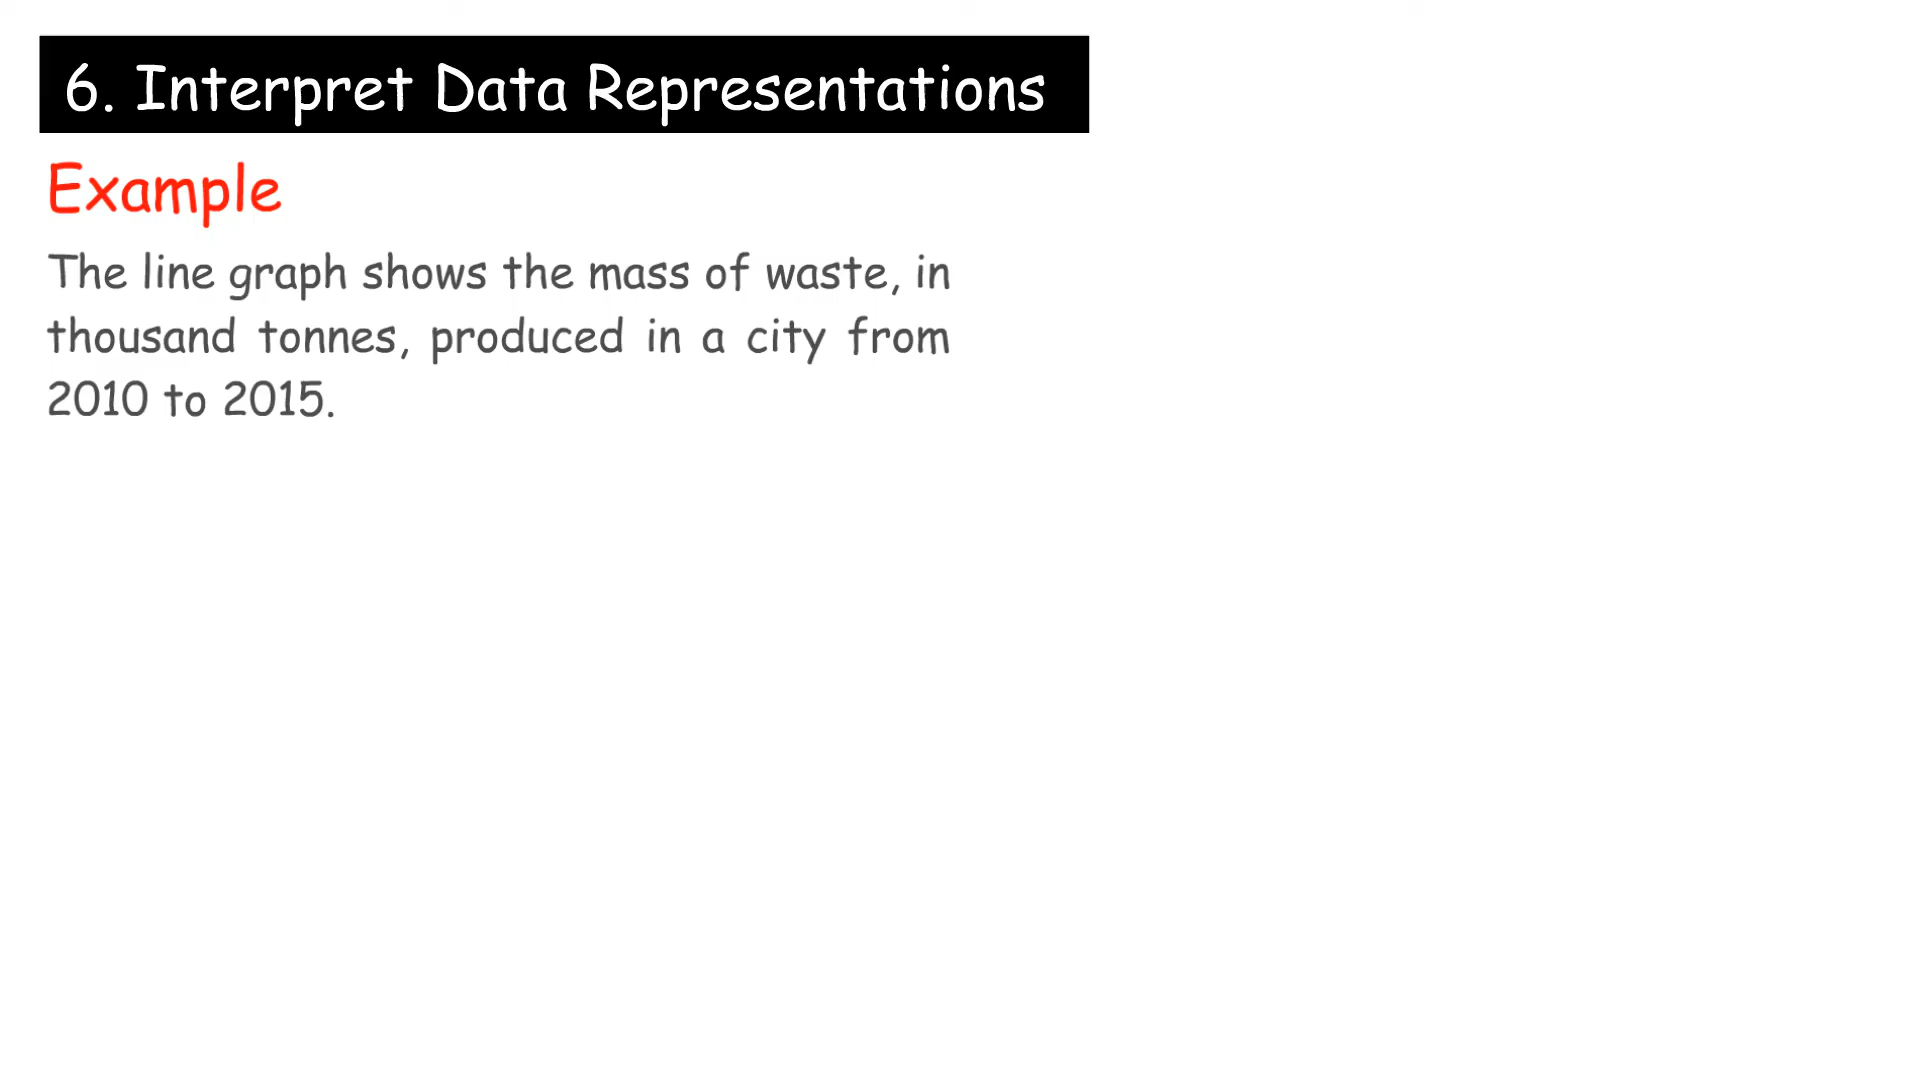 6. Interpret Data Representations
Example
The line graph shows the mass of waste, in
thousand tonnes, produced in a city from
2010 to 2015.